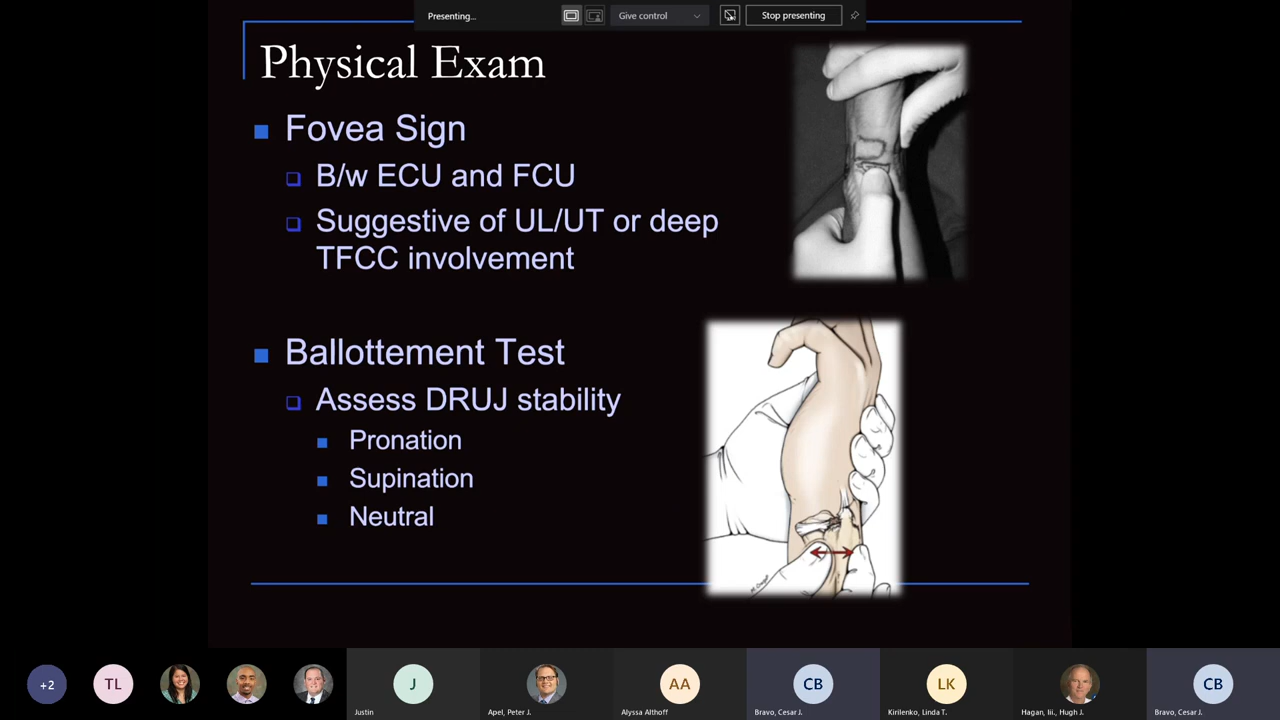 Presenting...
Give control
Stop presenting
Physical Exam
Fovea Sign
B/w ECU and FCU
Suggestive of UL/UT or deep
TFCC involvement
Ballottement Test
Assess DRUJ stability
Pronation
Supination
Neutral
+2
TL
J
AA
CB
LK
CB
Justin
Apel, Peter J.
Alyssa Althoff
Bravo, Cesar J.
Kirilenko, Linda T.
Hagan, Iii., Hugh J.
Bravo, Cesar J.